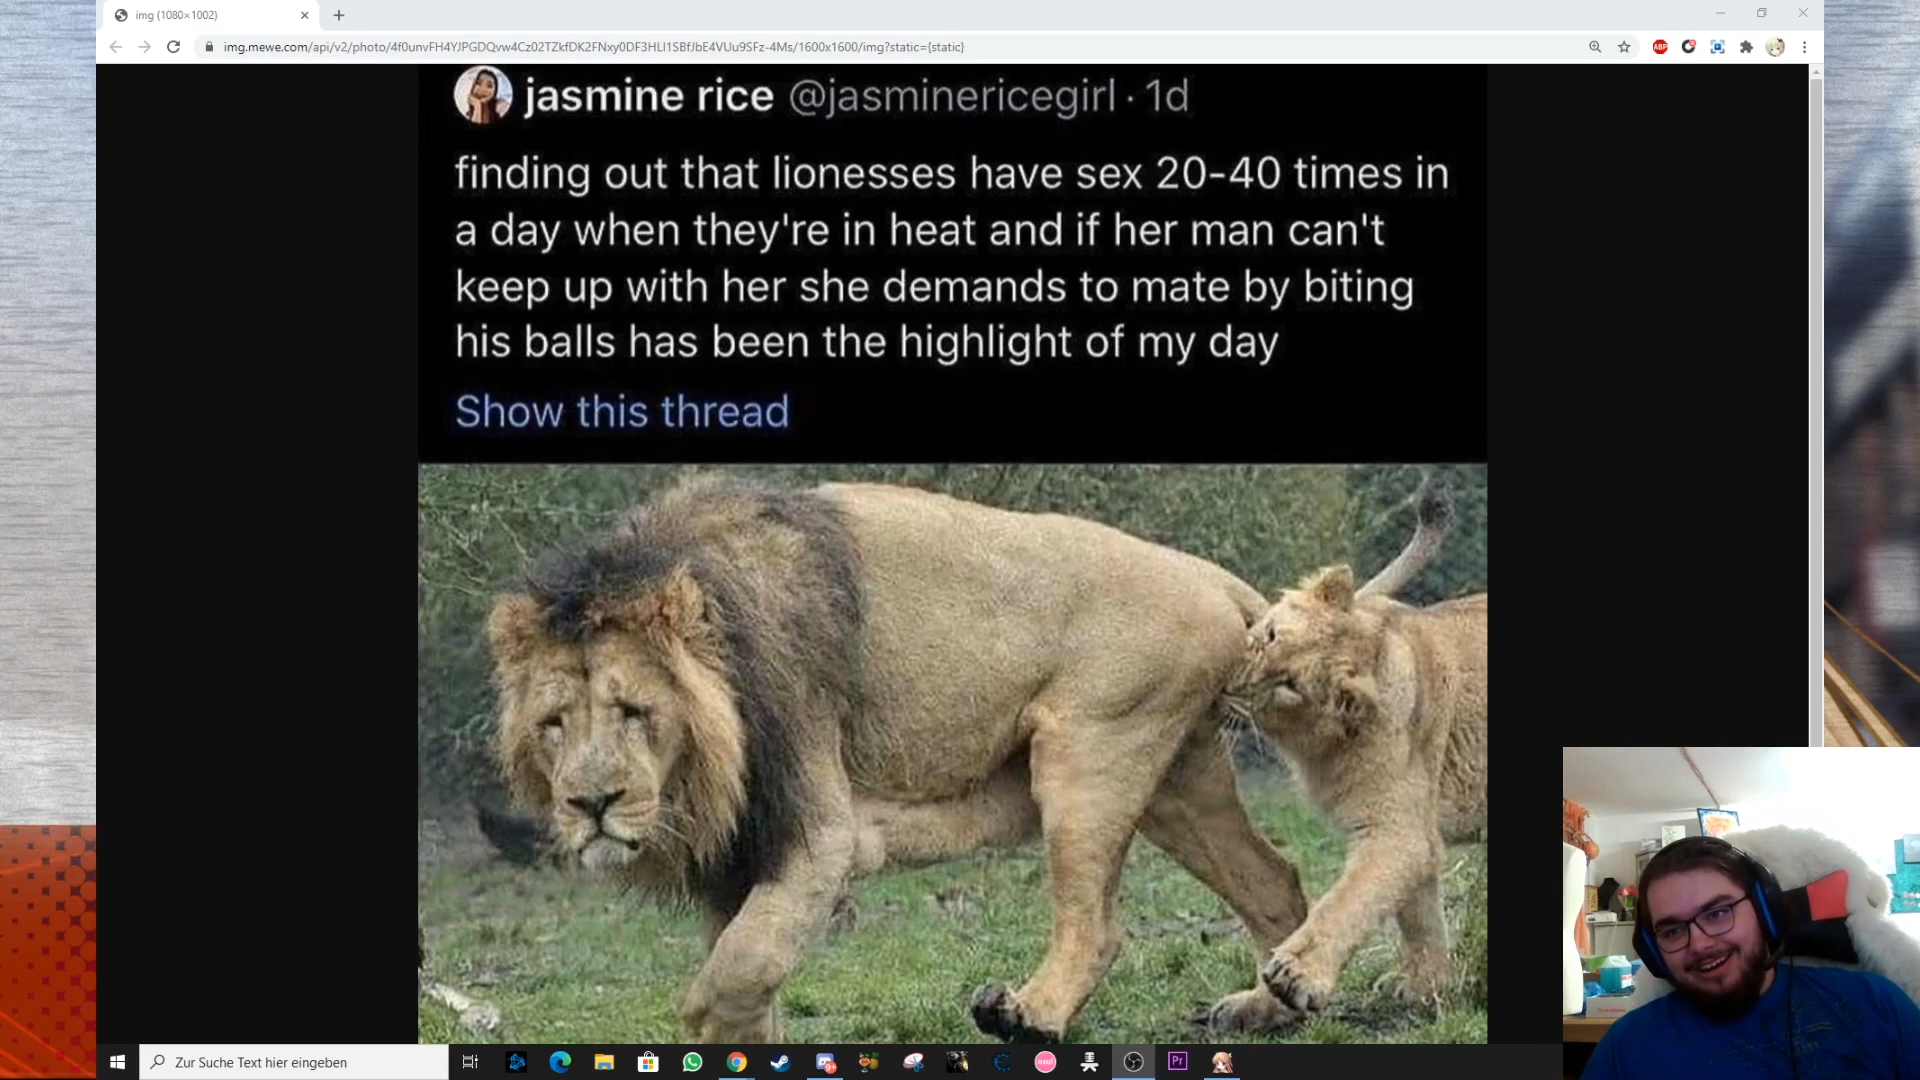 img (1080×1002)
img.mewe.com/api/v2/photo/4f0unvFH4YJPGDQvw4Cz02TZkfDK2FNxy0DF3HLI1SBfJbE4VUu9SFz-4Ms/1600x1600/img?static={static}
ABP
jasmine rice @jasminericegirl · 1d
finding out that lionesses have sex 20-40 times in
a day when they're in heat and if her man can't
keep up with her she demands to mate by biting
his balls has been the highlight of my day
Show this thread
Zur Suche Text hier eingeben
osu!
Pr